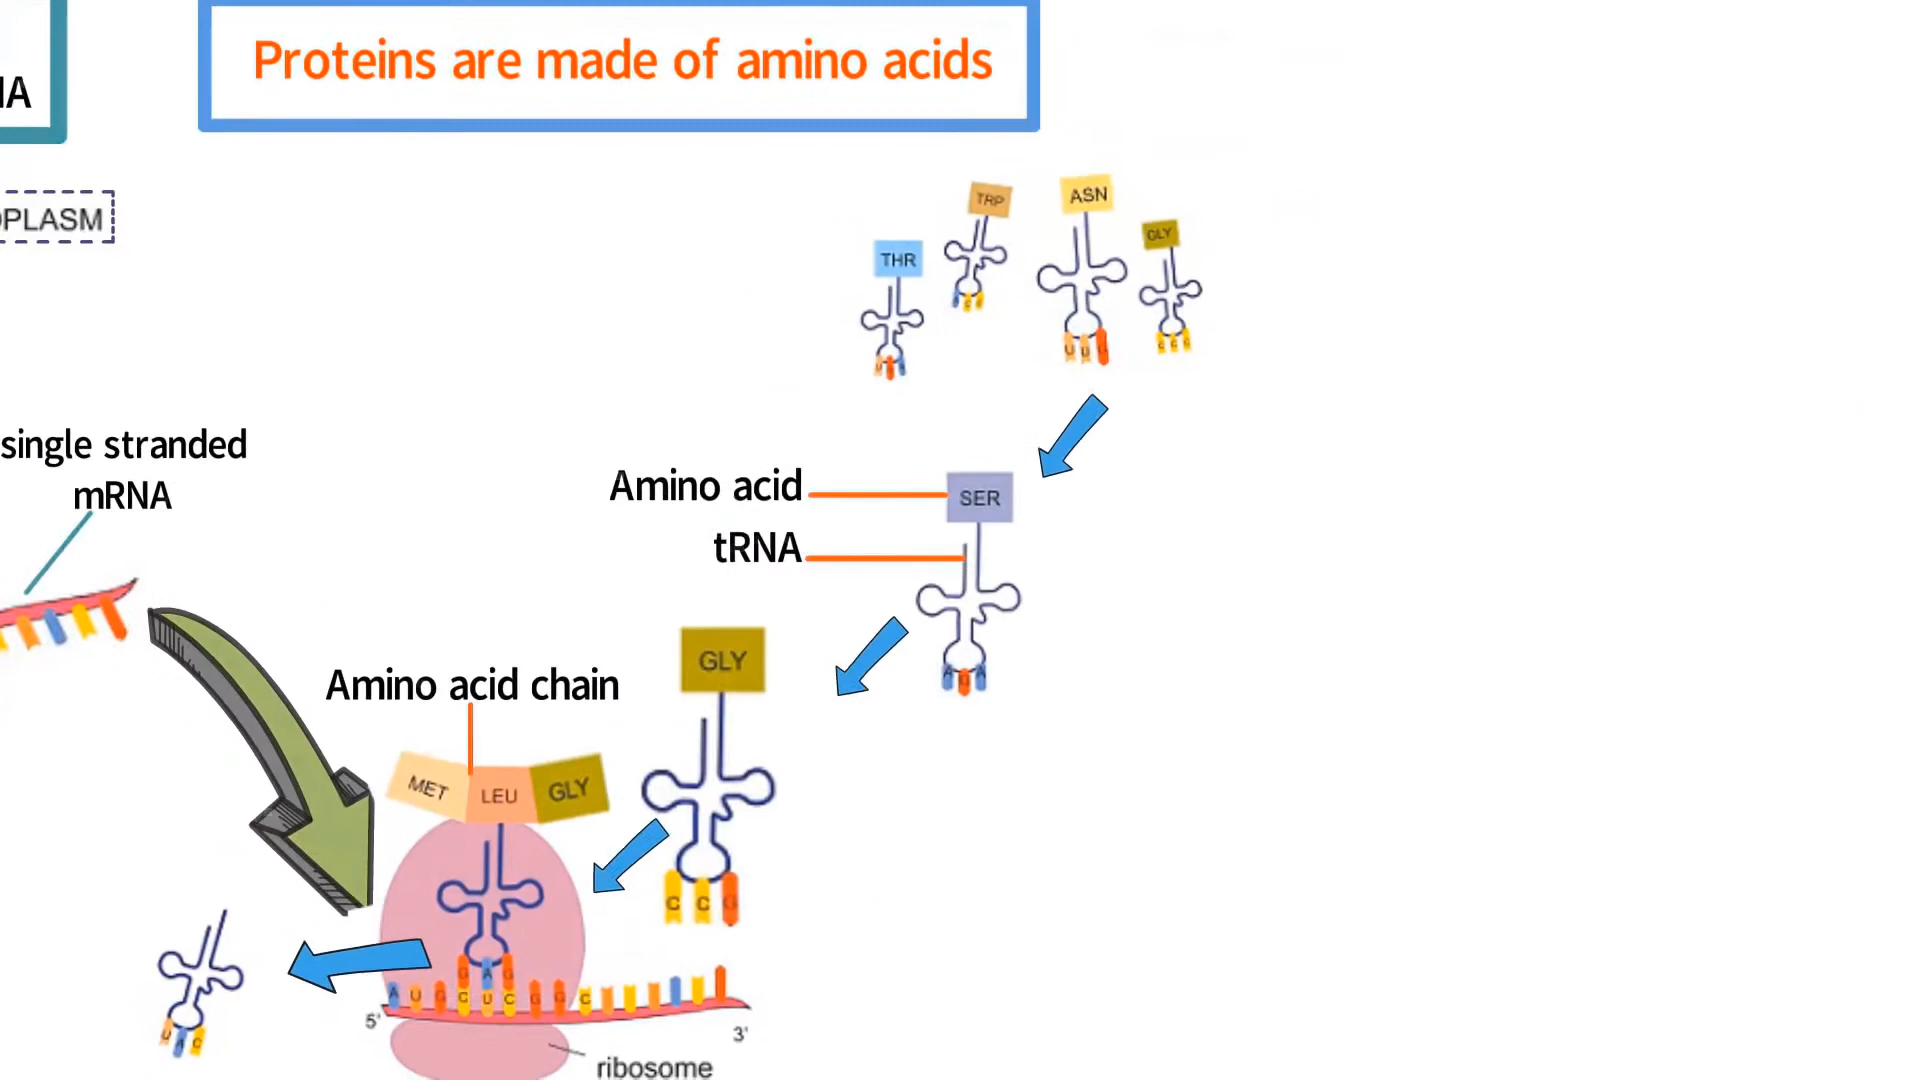 Proteins are made of amino acids
IA
OPLASM
TRP
ASN
GLY
THR
single stranded
mRNA
Amino acid
SER
tRNA
GLY
Amino acid chain
MET
LEU
GLY
C C G
G A G
A U G C U C G G C
U A C
5'
3'
ribosome